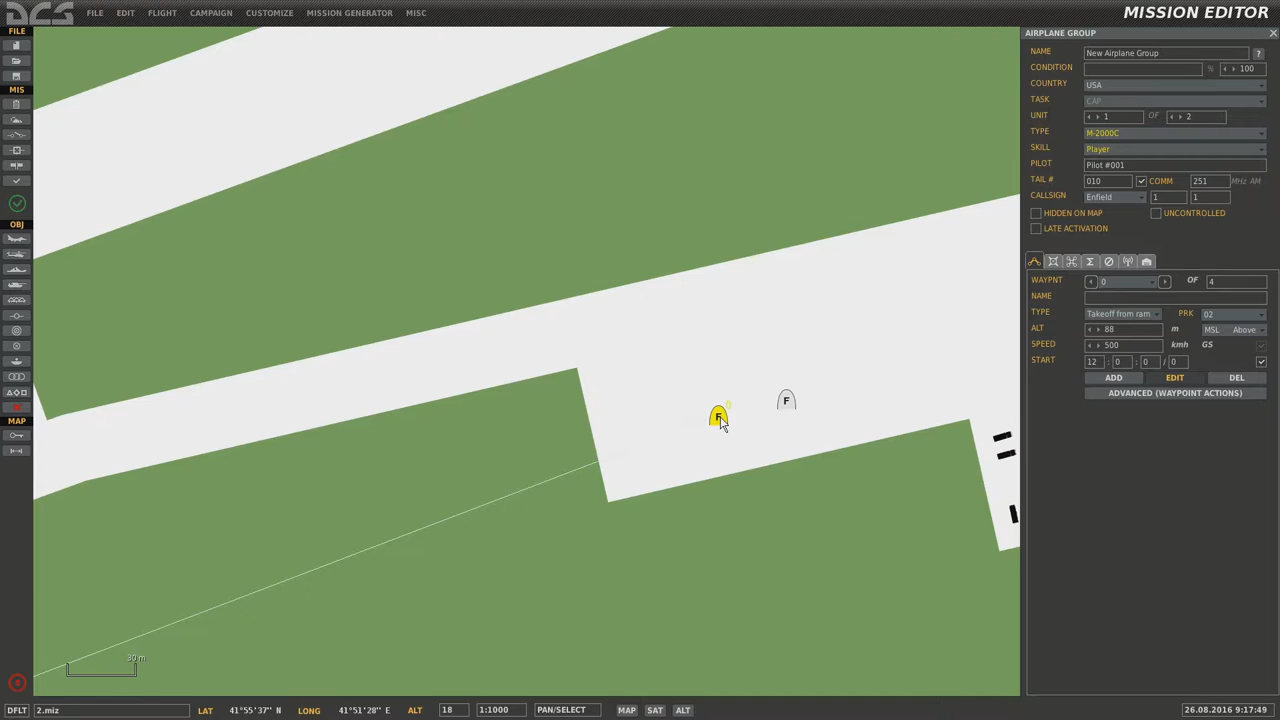 DCS FILE EDIT FLIGHT CAMPAIGN CUSTOMIZE MISSION GENERATOR MISC MISSION EDITOR
FILE
MIS
OBJ
MAP
AIRPLANE GROUP
NAME New Airplane Group ?
CONDITION % 100
COUNTRY USA
TASK CAP
UNIT 1 OF 2
TYPE M-2000C
SKILL Player
PILOT Pilot #001
TAIL # 010 COMM 251 MHz AM
CALLSIGN Enfield 1 1
HIDDEN ON MAP UNCONTROLLED
LATE ACTIVATION
WAYPNT 0 OF 4
NAME
TYPE Takeoff from ram PRK 02
ALT 88 m MSL Above
SPEED 500 kmh GS
START 12 : 0 : 0 / 0
ADD EDIT DEL
ADVANCED (WAYPOINT ACTIONS)
0
F F
30 m
DFLT 2.miz LAT 41°55'37" N LONG 41°51'28" E ALT 18 1:1000 PAN/SELECT MAP SAT ALT 26.08.2016 9:17:49